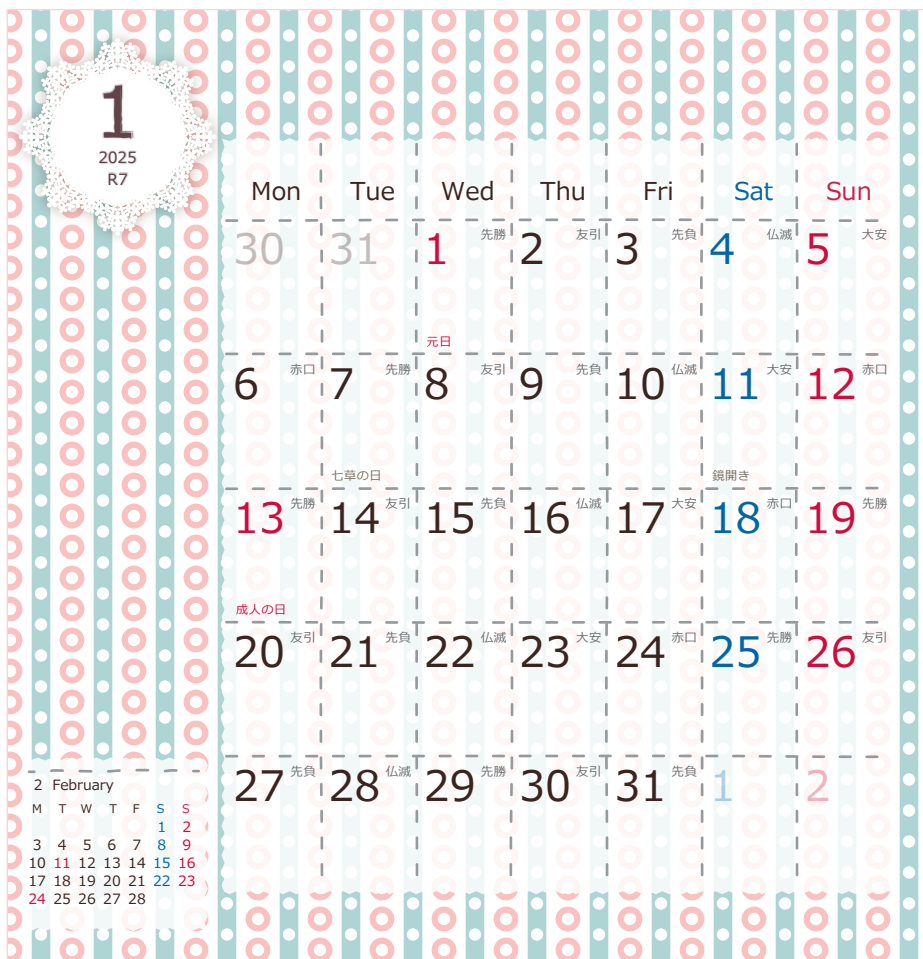 1
2025
R7
Mon Tue Wed Thu Fri Sat Sun
30 31 1 先勝 2 友引 3 先負 4 仏滅 5 大安
元日
6 赤口 7 先勝 8 友引 9 先負 10 仏滅 11 大安 12 赤口
七草の日 鏡開き
13 先勝 14 友引 15 先負 16 仏滅 17 大安 18 赤口 19 先勝
成人の日
20 友引 21 先負 22 仏滅 23 大安 24 赤口 25 先勝 26 友引
27 先負 28 仏滅 29 先勝 30 友引 31 先負 1 2
2 February
M T W T F S S
1 2
3 4 5 6 7 8 9
10 11 12 13 14 15 16
17 18 19 20 21 22 23
24 25 26 27 28